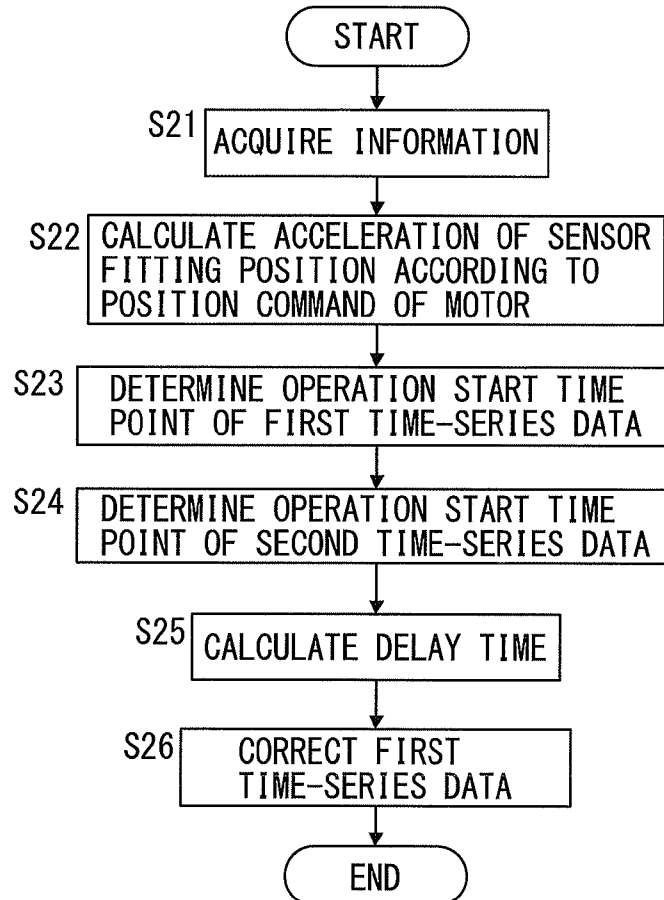 START
S21
ACQUIRE INFORMATION
S22
CALCULATE ACCELERATION OF SENSOR
FITTING POSITION ACCORDING TO
POSITION COMMAND OF MOTOR
S23
DETERMINE OPERATION START TIME
POINT OF FIRST TIME-SERIES DATA
S24
DETERMINE OPERATION START TIME
POINT OF SECOND TIME-SERIES DATA
S25
CALCULATE DELAY TIME
S26
CORRECT FIRST
TIME-SERIES DATA
END